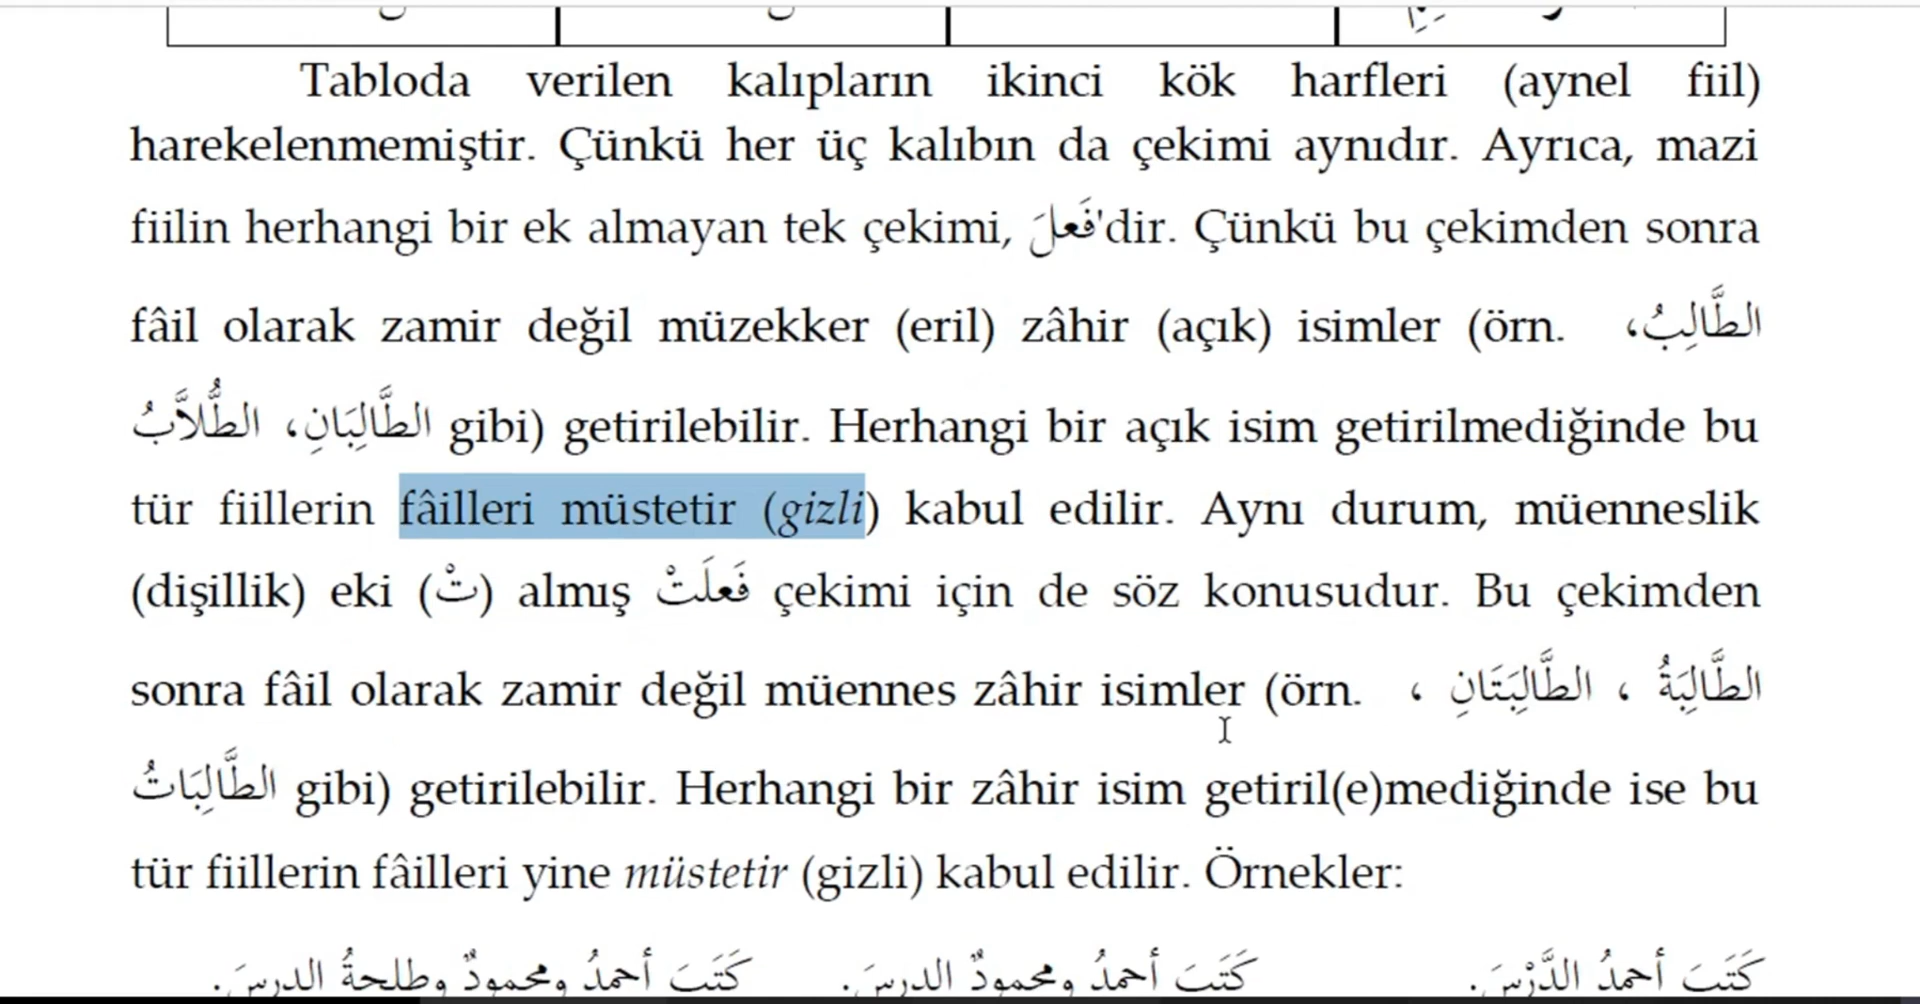 Tabloda verilen kalıpların ikinci kök harfleri (aynel fiil)
harekelenmemiştir. Çünkü her üç kalıbın da çekimi aynıdır. Ayrıca, mazi
fiilin herhangi bir ek almayan tek çekimi, فَعلَ'dir. Çünkü bu çekimden sonra
fâil olarak zamir değil müzekker (eril) zâhir (açık) isimler (örn. الطَّالِبُ،
الطَّالِبَانِ، الطُّلاَّبُ gibi) getirilebilir. Herhangi bir açık isim getirilmediğinde bu
tür fiillerin fâilleri müstetir (gizli) kabul edilir. Aynı durum, müenneslik
(dişillik) eki (تْ) almış فَعلَتْ çekimi için de söz konusudur. Bu çekimden
sonra fâil olarak zamir değil müennes zâhir isimler (örn. الطَّالِبَةُ ، الطَّالِبَتَانِ ،
الطَّالِبَاتُ gibi) getirilebilir. Herhangi bir zâhir isim getiril(e)mediğinde ise bu
tür fiillerin fâilleri yine müstetir (gizli) kabul edilir. Örnekler:
كَتَبَ أحمدُ الدَّرْسَ. كَتَبَ أحمدُ ومحمودٌ الدرسَ. كَتَبَ أحمدُ ومحمودٌ وطلحةُ الدرسَ.